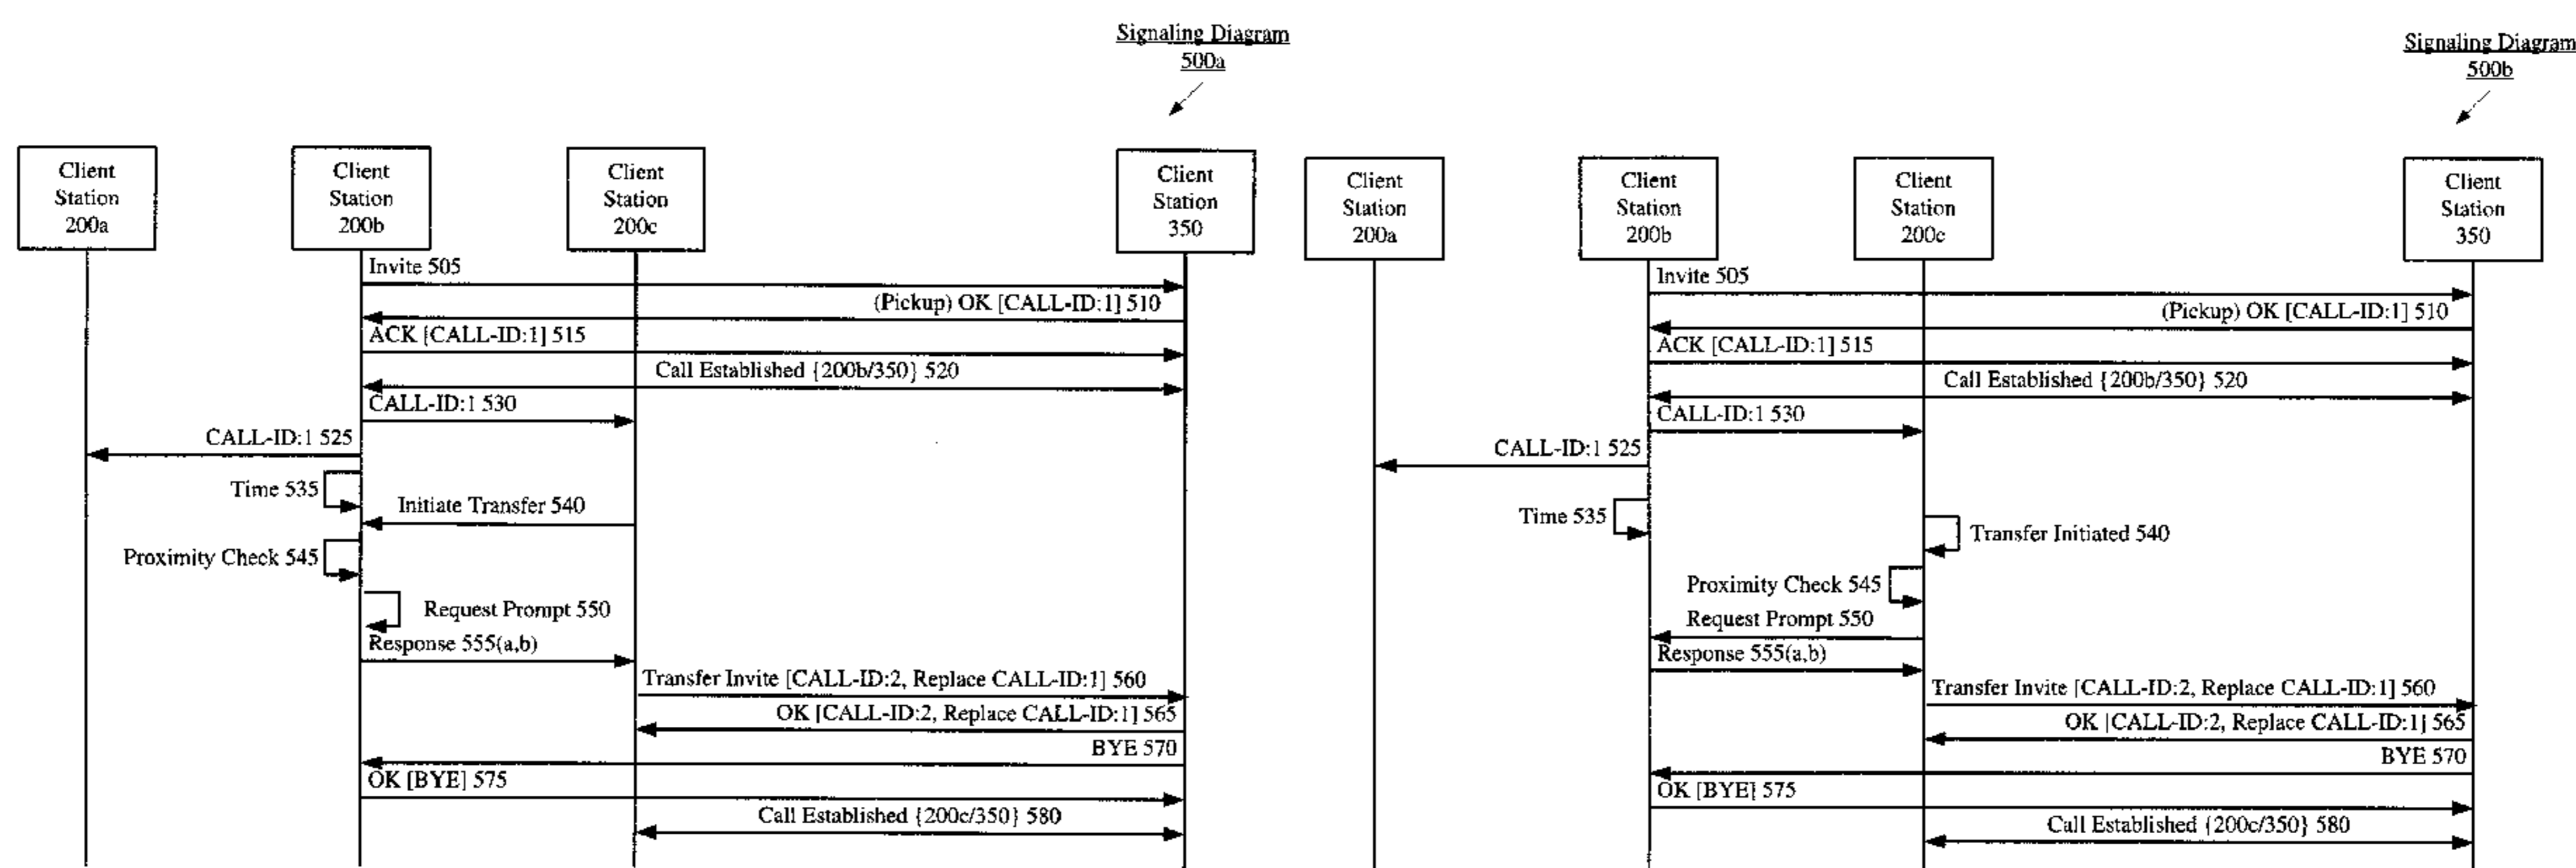 Signaling Diagram
500a
Client
Station
200a
Client
Station
200b
Client
Station
200c
Client
Station
350
Invite 505
(Pickup) OK [CALL-ID:1] 510
ACK [CALL-ID:1] 515
Call Established {200b/350} 520
CALL-ID:1 530
CALL-ID:1 525
Time 535
Initiate Transfer 540
Proximity Check 545
Request Prompt 550
Response 555(a,b)
Transfer Invite [CALL-ID:2, Replace CALL-ID:1] 560
OK [CALL-ID:2, Replace CALL-ID:1] 565
BYE 570
OK [BYE] 575
Call Established {200c/350} 580
Signaling Diagram
500b
Client
Station
200a
Client
Station
200b
Client
Station
200c
Client
Station
350
Invite 505
(Pickup) OK [CALL-ID:1] 510
ACK [CALL-ID:1] 515
Call Established {200b/350} 520
CALL-ID:1 530
CALL-ID:1 525
Time 535
Transfer Initiated 540
Proximity Check 545
Request Prompt 550
Response 555(a,b)
Transfer Invite [CALL-ID:2, Replace CALL-ID:1] 560
OK [CALL-ID:2, Replace CALL-ID:1] 565
BYE 570
OK [BYE] 575
Call Established {200c/350} 580